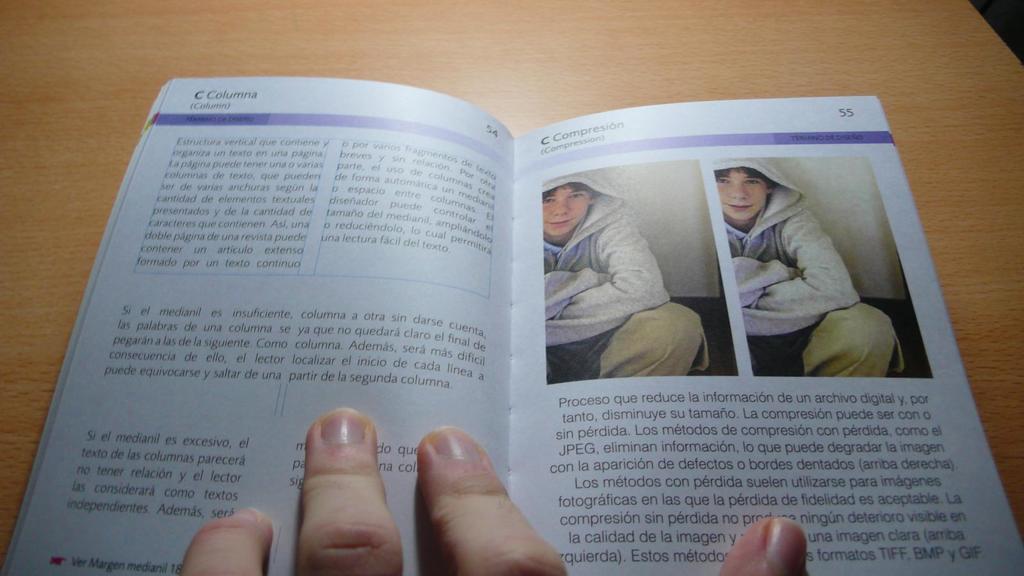 C Columna
(Column)
54
TÉRMINO DE DISEÑO
Estructura vertical que contiene y
organiza un texto en una página.
La página puede tener una o varias
columnas de texto, que pueden
ser de varias anchuras según la
cantidad de elementos textuales
presentados y de la cantidad de
caracteres que contienen. Así, una
doble página de una revista puede
contener un artículo extenso
formado por un texto continuo
o por varios fragmentos de texto
breves y sin relación. Por otra
parte, el uso de columnas crea
de forma automática un medianil
o espacio entre columnas. El
diseñador puede controlar el
tamaño del medianil, ampliándolo
o reduciéndolo, lo cual permitirá
una lectura fácil del texto.
Si el medianil es insuficiente,
las palabras de una columna se
pegarán a las de la siguiente. Como
consecuencia de ello, el lector
puede equivocarse y saltar de una
columna a otra sin darse cuenta,
ya que no quedará claro el final de
columna. Además, será más difícil
localizar el inicio de cada línea a
partir de la segunda columna.
Si el medianil es excesivo, el
texto de las columnas parecerá
no tener relación y el lector
las considerará como textos
independientes. Además, será
do que
una col
Ver Margen medianil 18
C Compresión
(Compression)
55
TÉRMINO DE DISEÑO
Proceso que reduce la información de un archivo digital y, por
tanto, disminuye su tamaño. La compresión puede ser con o
sin pérdida. Los métodos de compresión con pérdida, como el
JPEG, eliminan información, lo que puede degradar la imagen
con la aparición de defectos o bordes dentados (arriba derecha).
Los métodos con pérdida suelen utilizarse para imágenes
fotográficas en las que la pérdida de fidelidad es aceptable. La
compresión sin pérdida no produce ningún deterioro visible en
la calidad de la imagen y una imagen clara (arriba
izquierda). Estos métodos formatos TIFF, BMP y GIF